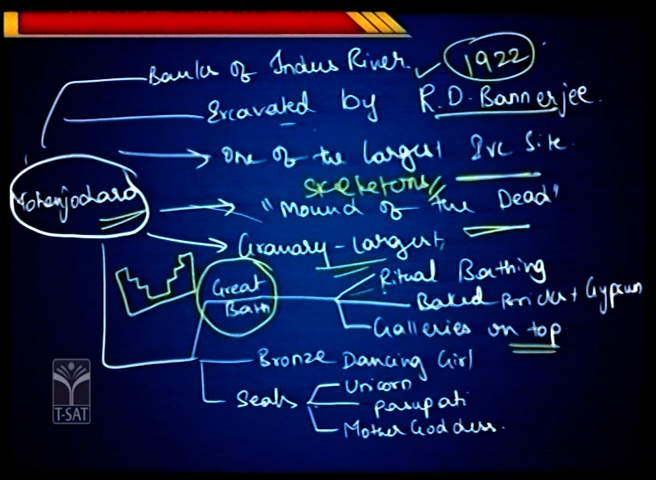 Banks of Indus River. ✓ 1922
Excavated by R.D. Bannerjee.
One of the largest IVC Site.
Skeletons
Mohenjodaro
"Mound of the Dead"
Granary - largest
Great
Bath
Ritual Bathing
Baked Bricks + Gypsum
Galleries on top
Bronze Dancing Girl
Seals
Unicorn
Pasupati
Mother Goddess.
T-SAT